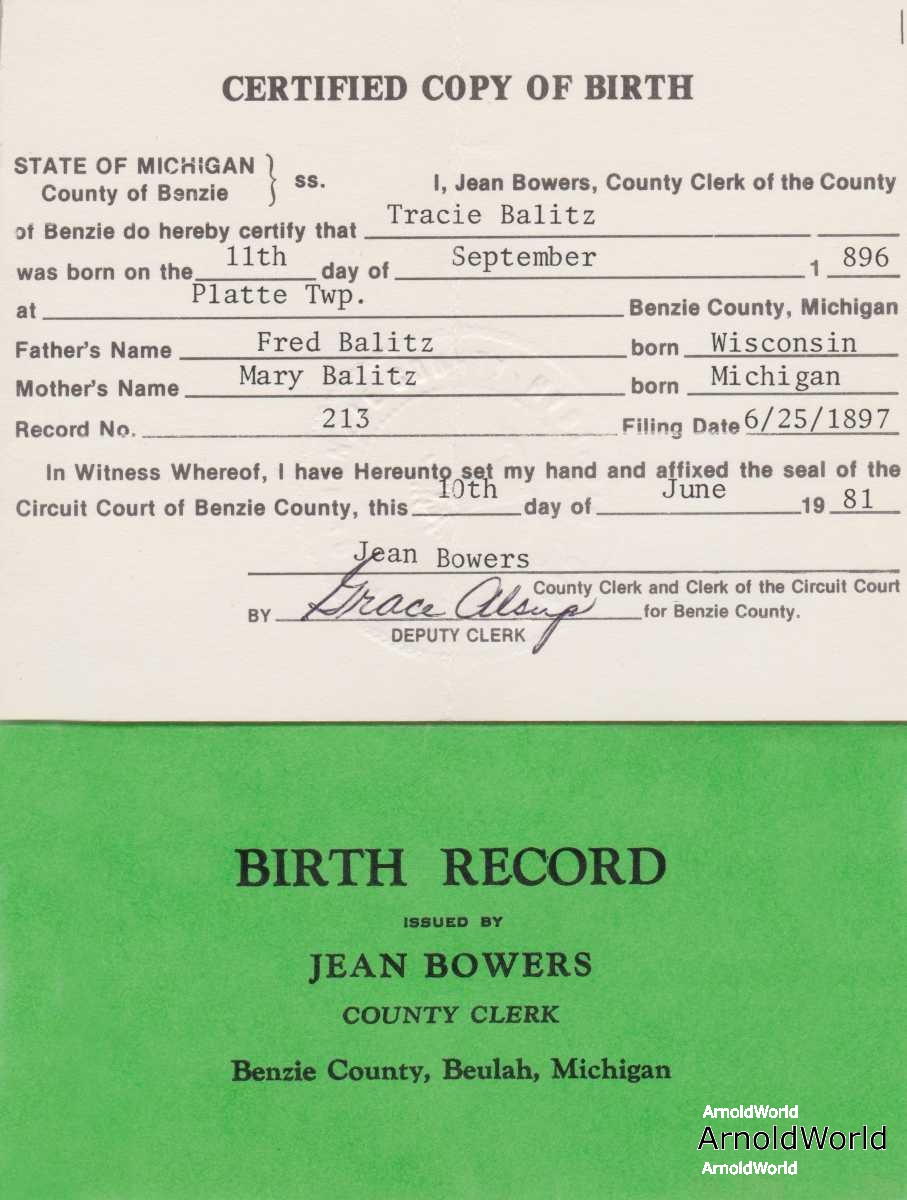 CERTIFIED COPY OF BIRTH
STATE OF MICHIGAN
County of Benzie } ss. I, Jean Bowers, County Clerk of the County
of Benzie do hereby certify that Tracie Balitz
was born on the 11th day of September 1 896
at Platte Twp. Benzie County, Michigan
Father's Name Fred Balitz born Wisconsin
Mother's Name Mary Balitz born Michigan
Record No. 213 Filing Date 6/25/1897
In Witness Whereof, I have Hereunto set my hand and affixed the seal of the
Circuit Court of Benzie County, this 10th day of June 19 81
Jean Bowers
County Clerk and Clerk of the Circuit Court
BY Grace Alsup for Benzie County.
DEPUTY CLERK
BIRTH RECORD
ISSUED BY
JEAN BOWERS
COUNTY CLERK
Benzie County, Beulah, Michigan
ArnoldWorld
ArnoldWorld
ArnoldWorld